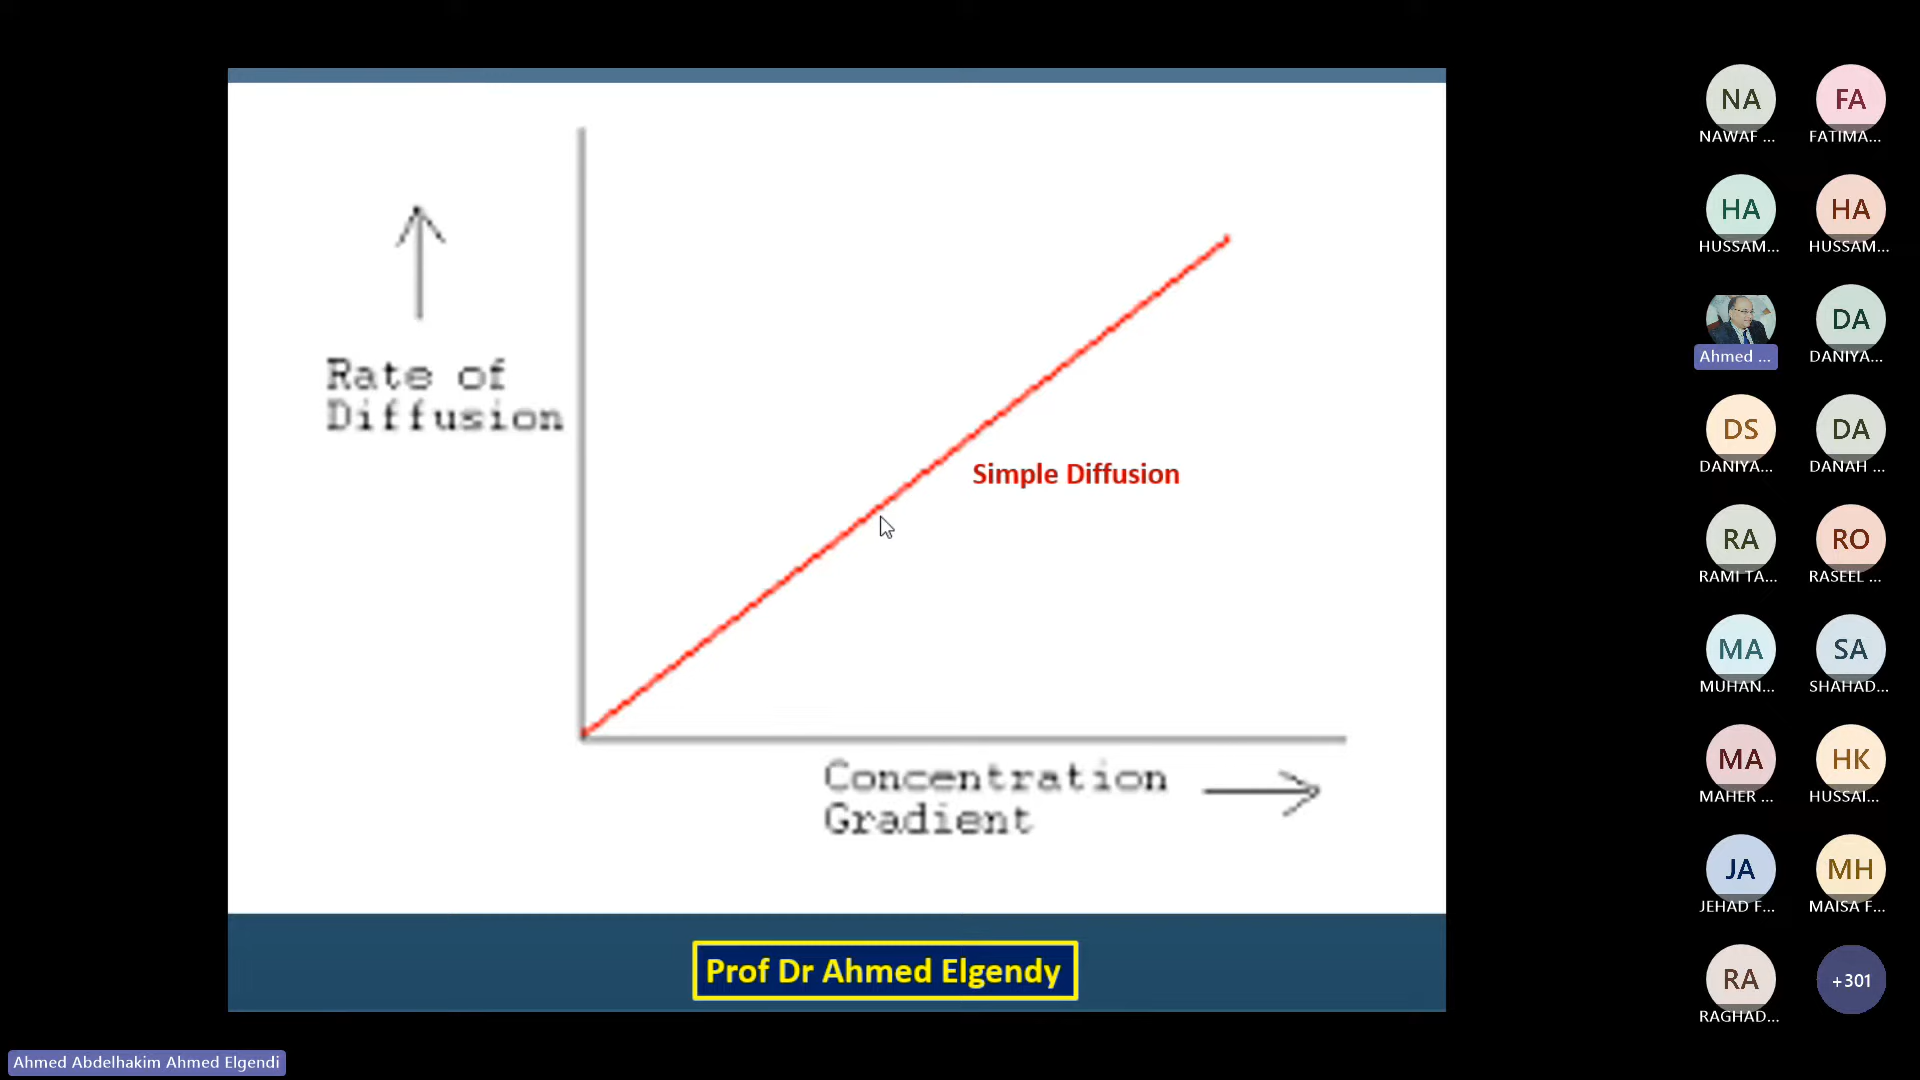 Rate of
Diffusion
Simple Diffusion
Concentration
Gradient
Prof Dr Ahmed Elgendy
Ahmed Abdelhakim Ahmed Elgendi
NA
NAWAF ...
FA
FATIMA...
HA
HUSSAM...
HA
HUSSAM...
Ahmed ...
DA
DANIYA...
DS
DANIYA...
DA
DANAH ...
RA
RAMI TA...
RO
RASEEL ...
MA
MUHAN...
SA
SHAHAD...
MA
MAHER ...
HK
HUSSAI...
JA
JEHAD F...
MH
MAISA F...
RA
RAGHAD...
+301